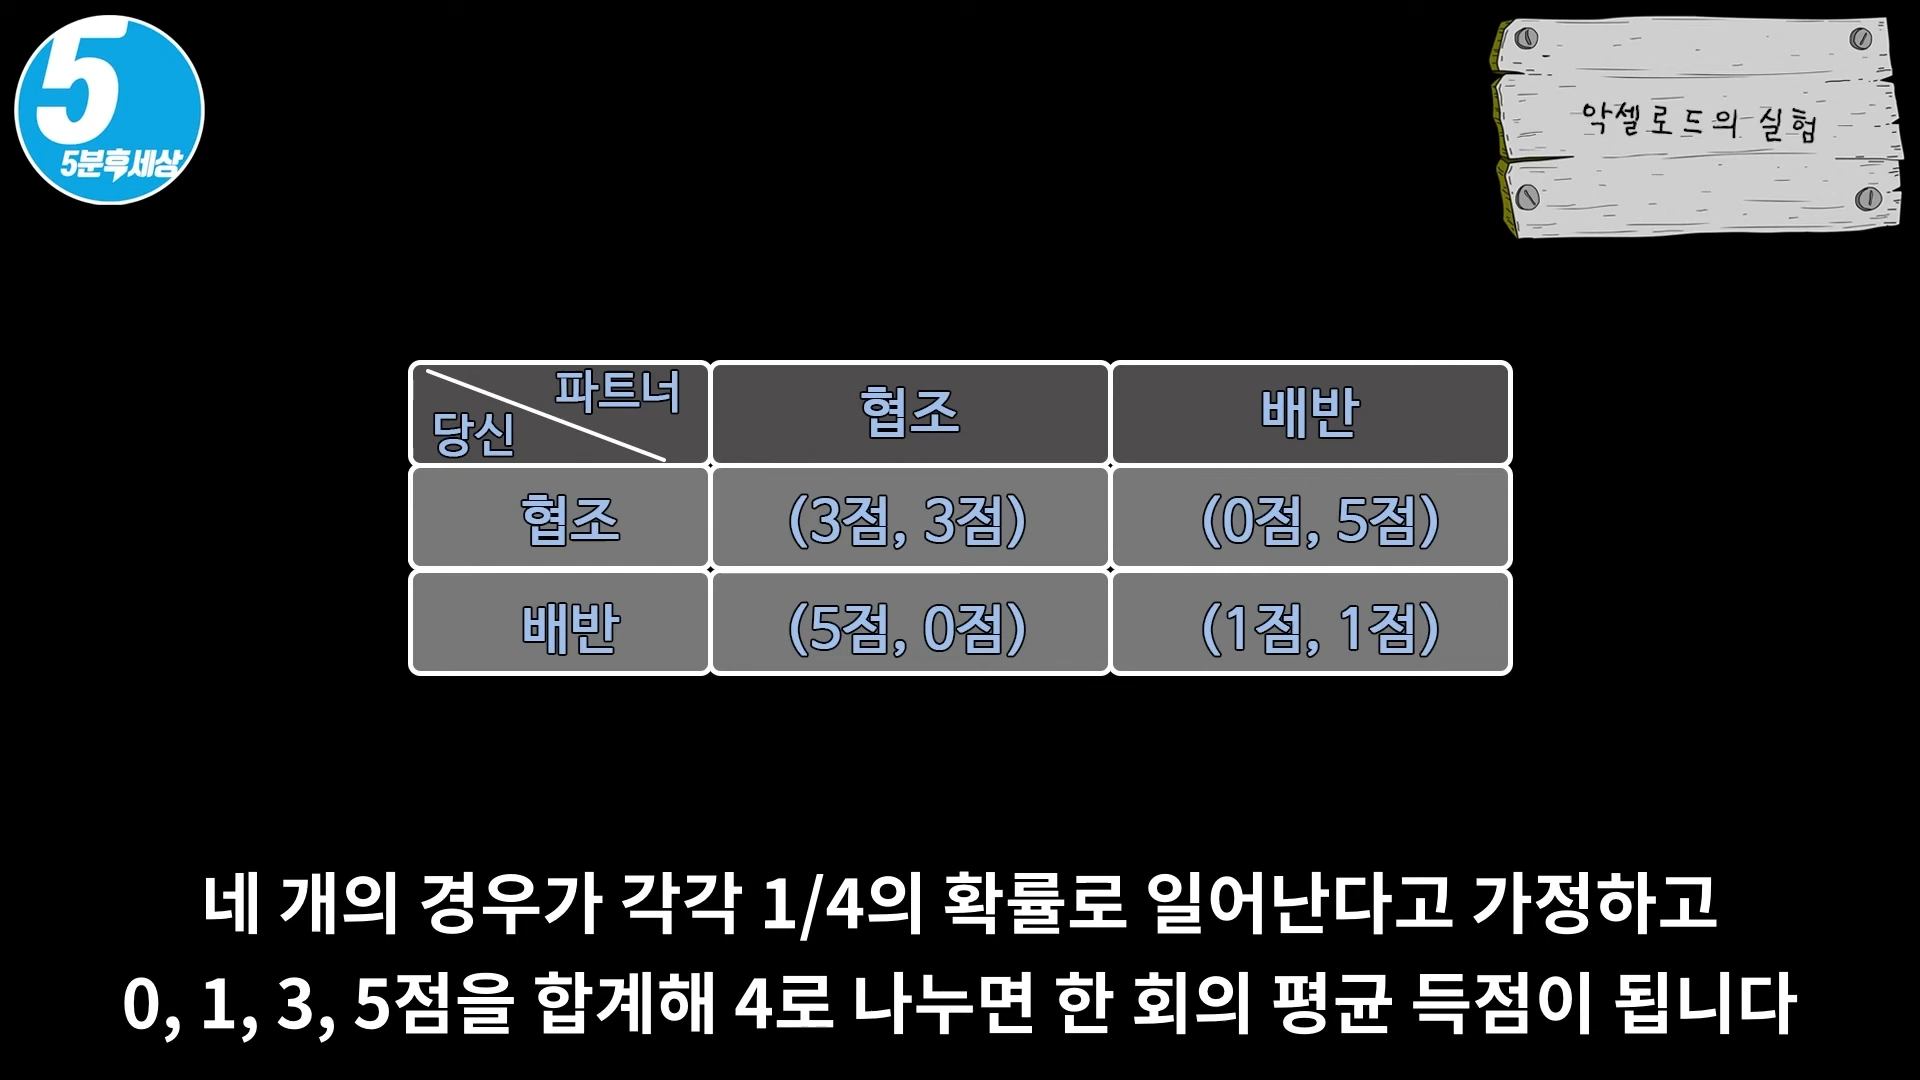 5
5분후세상
악셀로드의 실험
파트너
당신
협조
배반
협조
(3점, 3점)
(0점, 5점)
배반
(5점, 0점)
(1점, 1점)
네 개의 경우가 각각 1/4의 확률로 일어난다고 가정하고
0, 1, 3, 5점을 합계해 4로 나누면 한 회의 평균 득점이 됩니다